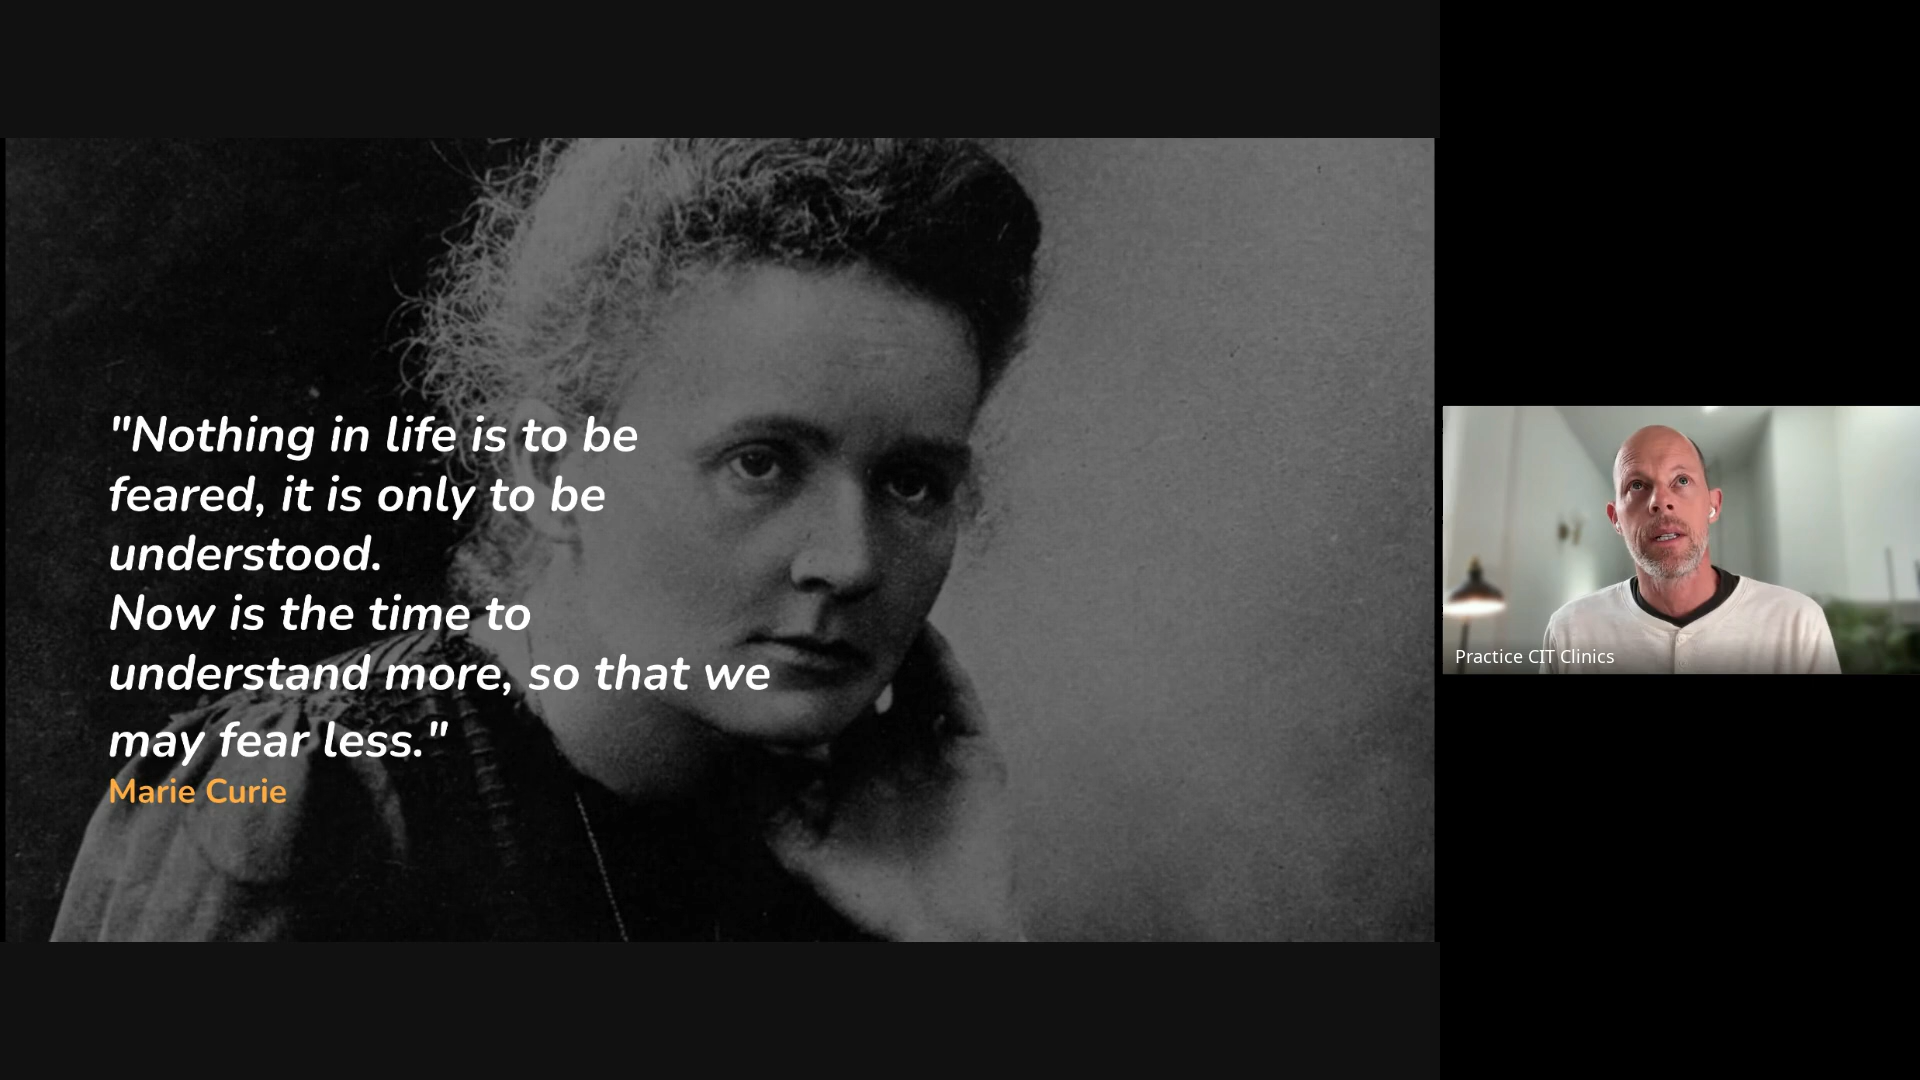 "Nothing in life is to be
feared, it is only to be
understood.
Now is the time to
understand more, so that we
may fear less."
Marie Curie
Practice CIT Clinics